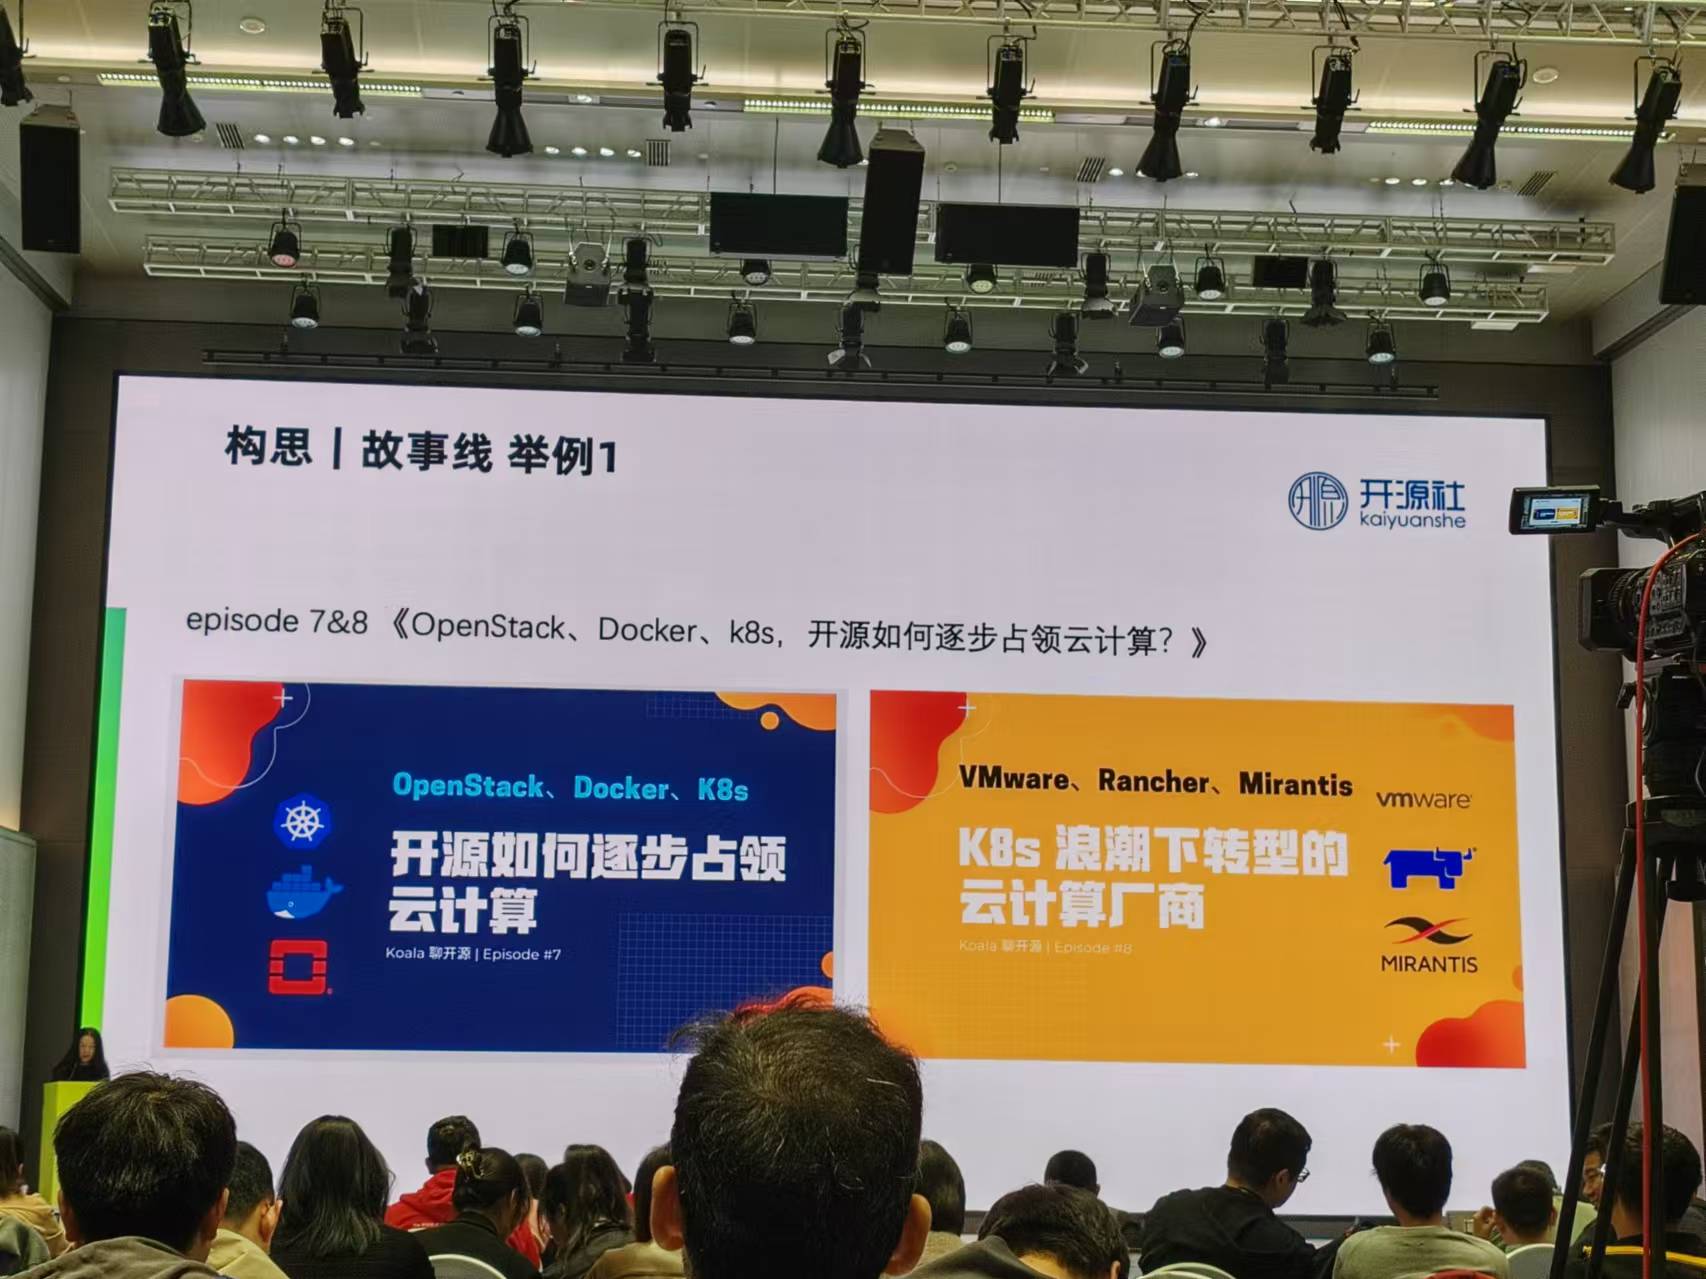 构思 | 故事线 举例1
开源社
kaiyuanshe
episode 7&8 《OpenStack、Docker、k8s，开源如何逐步占领云计算？》
OpenStack、Docker、K8s
开源如何逐步占领
云计算
Koala 聊开源 | Episode #7
VMware、Rancher、Mirantis
K8s 浪潮下转型的
云计算厂商
Koala 聊开源 | Episode #8
vmware
MIRANTIS